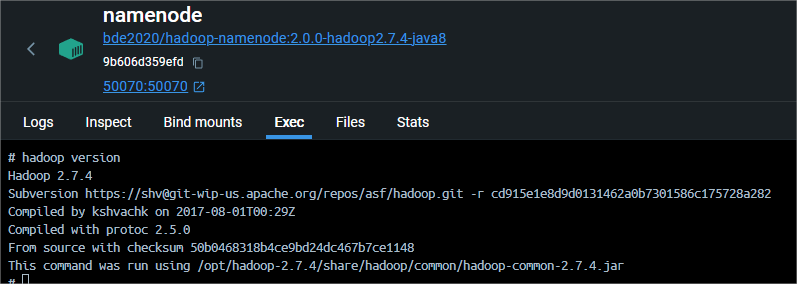 namenode
bde2020/hadoop-namenode:2.0.0-hadoop2.7.4-java8
9b606d359efd
50070:50070
Logs Inspect Bind mounts Exec Files Stats
# hadoop version
Hadoop 2.7.4
Subversion https://shv@git-wip-us.apache.org/repos/asf/hadoop.git -r cd915e1e8d9d0131462a0b7301586c175728a282
Compiled by kshvachk on 2017-08-01T00:29Z
Compiled with protoc 2.5.0
From source with checksum 50b0468318b4ce9bd24dc467b7ce1148
This command was run using /opt/hadoop-2.7.4/share/hadoop/common/hadoop-common-2.7.4.jar
#